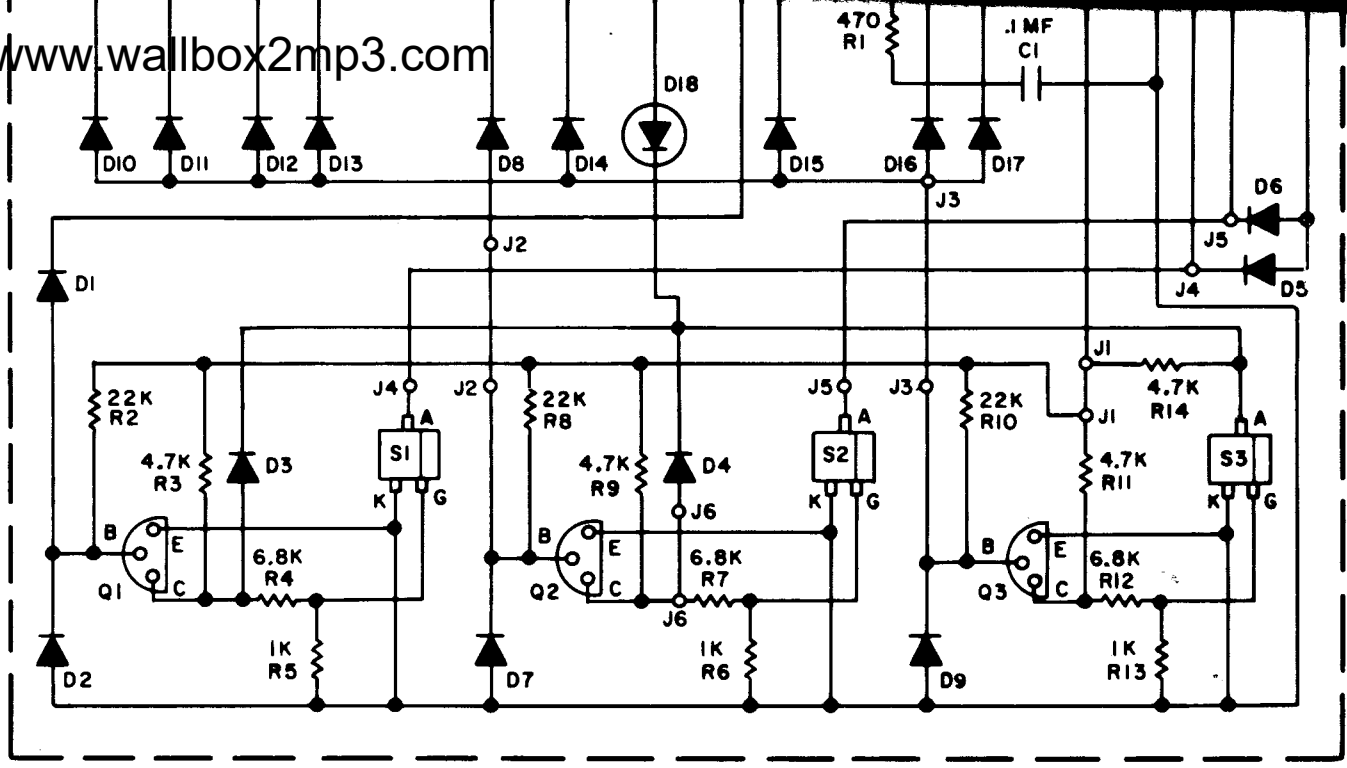 470
R1
.1MF
C1
www.wallbox2mp3.com
D18
D10
D11
D12
D13
D8
D14
D15
D16
D17
J3
D6
J2
J5
D1
J4
D5
J1
J4
J2
J5
J3
4.7K
R14
22K
R2
A
22K
R8
A
22K
R10
J1
A
S1
S2
S3
4.7K
R3
D3
4.7K
R9
D4
4.7K
R11
K
G
K
G
K
G
J6
B
E
B
E
B
E
6.8K
R4
6.8K
R7
6.8K
R12
Q1
C
Q2
C
Q3
C
J6
1K
R5
1K
R6
1K
R13
D2
D7
D9